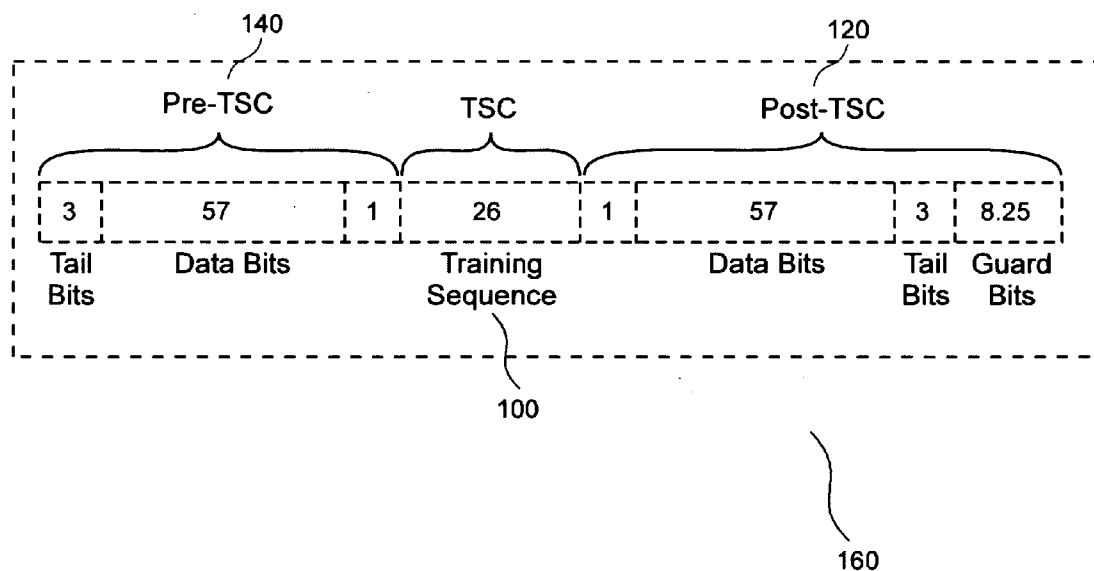 140
120
Pre-TSC
TSC
Post-TSC
3
57
1
26
1
57
3
8.25
Tail
Bits
Data Bits
Training
Sequence
Data Bits
Tail
Bits
Guard
Bits
100
160